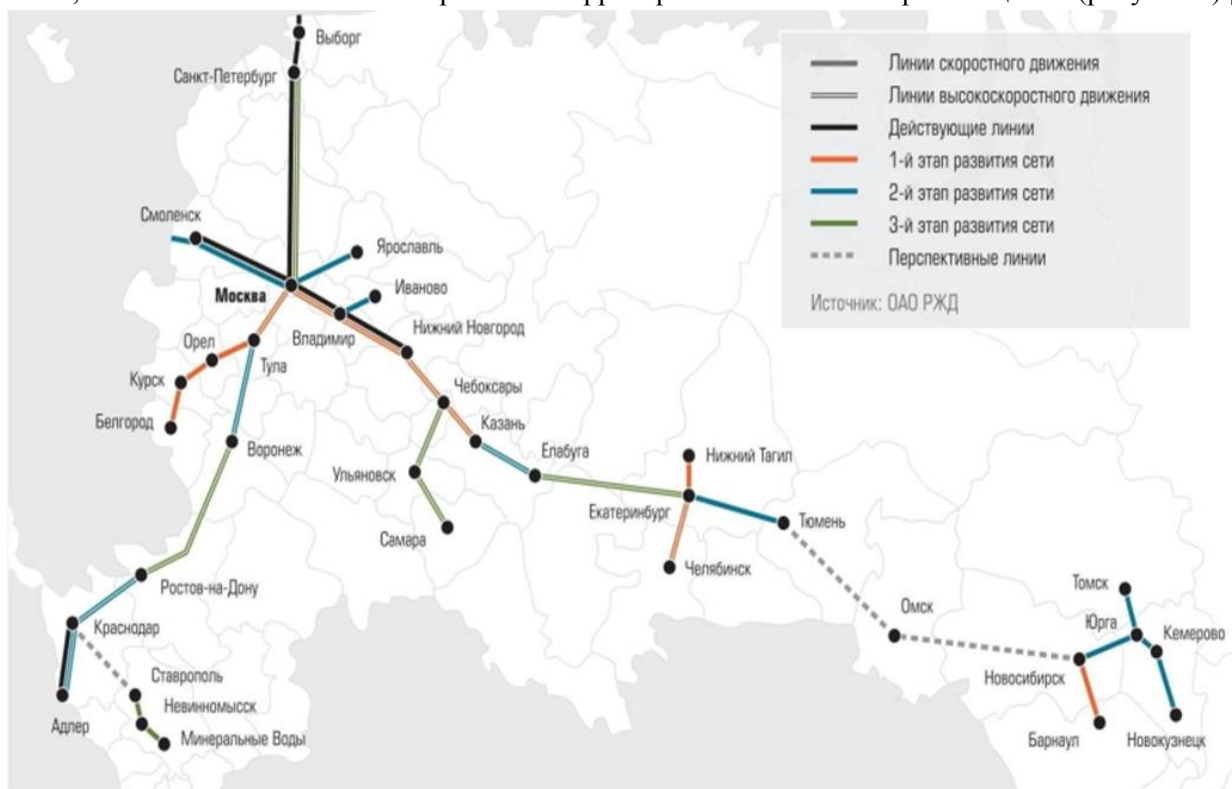 Выборг
Санкт-Петербург
Линии скоростного движения
Линии высокоскоростного движения
Действующие линии
1-й этап развития сети
2-й этап развития сети
3-й этап развития сети
Перспективные линии
Источник: ОАО РЖД
Смоленск
Ярославль
Москва
Иваново
Владимир
Нижний Новгород
Орел
Тула
Курск
Чебоксары
Белгород
Казань
Воронеж
Елабуга
Нижний Тагил
Ульяновск
Екатеринбург
Тюмень
Самара
Челябинск
Ростов-на-Дону
Томск
Омск
Юрга
Кемерово
Краснодар
Ставрополь
Новосибирск
Невинномысск
Адлер
Минеральные Воды
Барнаул
Новокузнецк